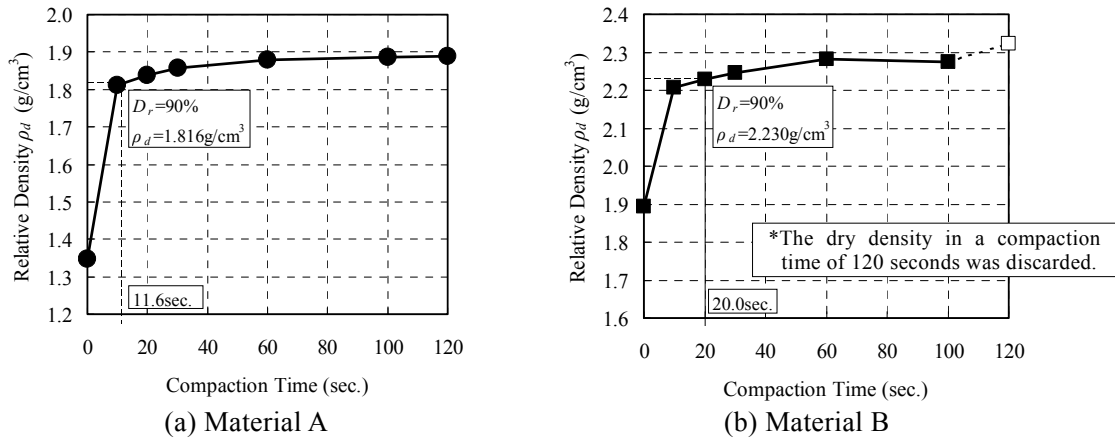 Relative Density ρd (g/cm3)
2.0
1.9
1.8
1.7
1.6
1.5
1.4
1.3
1.2
Dr=90%
ρd=1.816g/cm3
11.6sec.
0 20 40 60 80 100 120
Compaction Time (sec.)
(a) Material A
Relative Density ρd (g/cm3)
2.4
2.3
2.2
2.1
2.0
1.9
1.8
1.7
1.6
Dr=90%
ρd=2.230g/cm3
*The dry density in a compaction
time of 120 seconds was discarded.
20.0sec.
0 20 40 60 80 100 120
Compaction Time (sec.)
(b) Material B